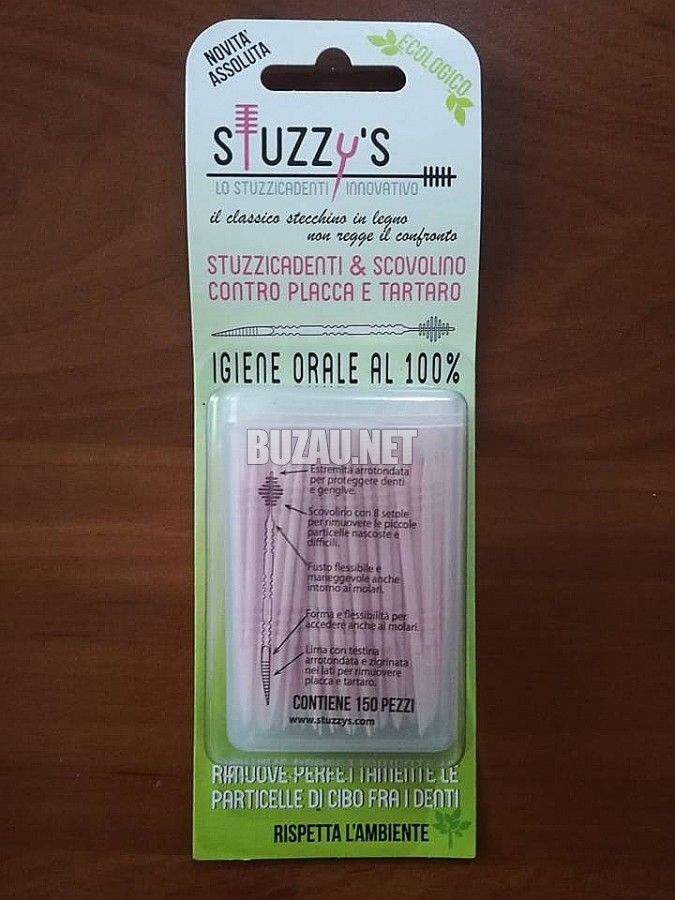 NOVITA' ASSOLUTA
ECOLOGICO
STUZZY'S
LO STUZZICADENTI INNOVATIVO
il classico stecchino in legno
non regge il confronto
STUZZICADENTI & SCOVOLINO
CONTRO PLACCA E TARTARO
IGIENE ORALE AL 100%
BUZAU.NET
Estremità arrotondata
per proteggere denti
e gengive.
Scovolino con 8 setole
per rimuovere le piccole
particelle nascoste e
difficili.
Fusto flessibile e
maneggevole anche
intorno ai molari.
Forma e flessibilità per
accedere anche ai molari.
Lima con testina
arrotondata e zigrinata
nei lati per rimuovere
placca e tartaro.
CONTIENE 150 PEZZI
www.stuzzys.com
RIMUOVE PERFETTAMENTE LE
PARTICELLE DI CIBO FRA I DENTI
RISPETTA L'AMBIENTE